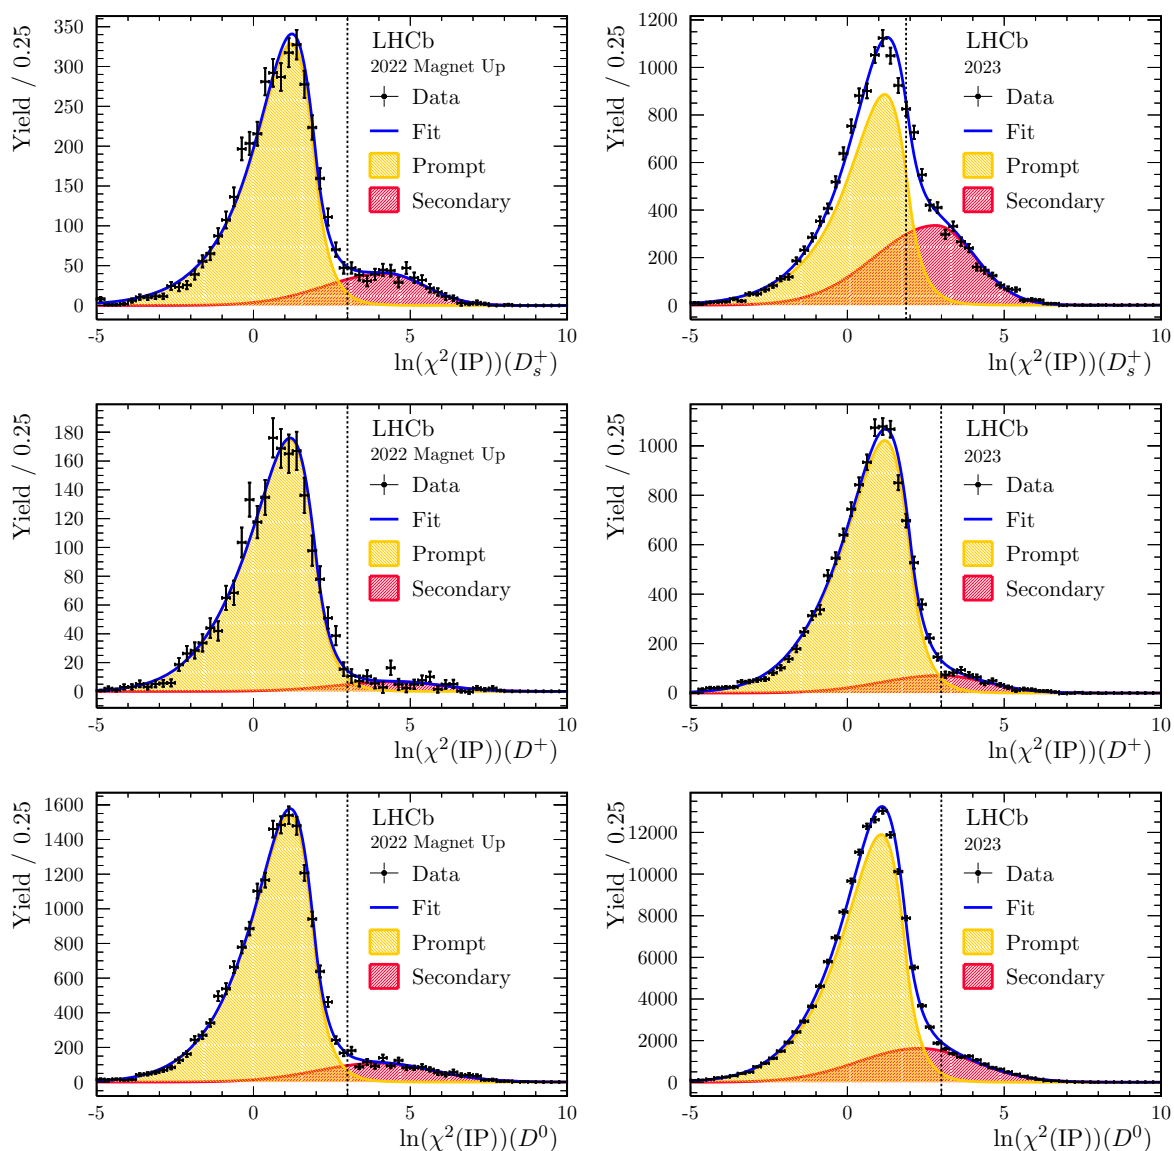 Yield / 0.25
350
300
250
200
150
100
50
0
LHCb
2022 Magnet Up
Data
Fit
Prompt
Secondary
-5 0 5 10
ln(χ²(IP))(D_s^+)
Yield / 0.25
1200
1000
800
600
400
200
0
LHCb
2023
Data
Fit
Prompt
Secondary
-5 0 5 10
ln(χ²(IP))(D_s^+)
Yield / 0.25
180
160
140
120
100
80
60
40
20
0
LHCb
2022 Magnet Up
Data
Fit
Prompt
Secondary
-5 0 5 10
ln(χ²(IP))(D⁺)
Yield / 0.25
1000
800
600
400
200
0
LHCb
2023
Data
Fit
Prompt
Secondary
-5 0 5 10
ln(χ²(IP))(D⁺)
Yield / 0.25
1600
1400
1200
1000
800
600
400
200
0
LHCb
2022 Magnet Up
Data
Fit
Prompt
Secondary
-5 0 5 10
ln(χ²(IP))(D⁰)
Yield / 0.25
12000
10000
8000
6000
4000
2000
0
LHCb
2023
Data
Fit
Prompt
Secondary
-5 0 5 10
ln(χ²(IP))(D⁰)